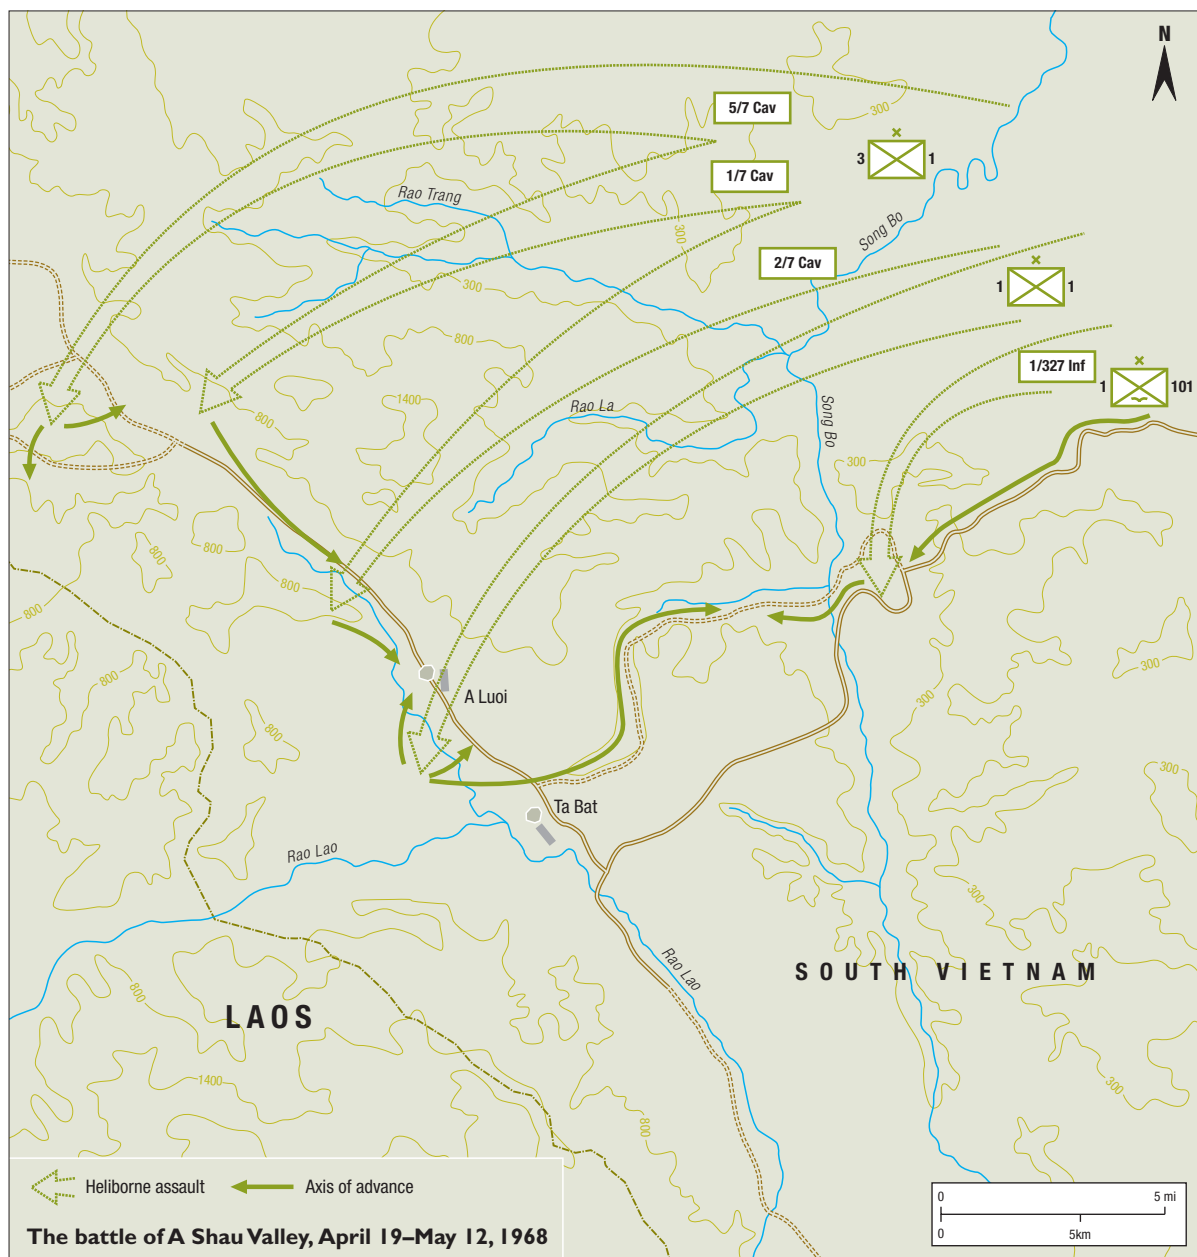 N
5/7 Cav
300
3
1
1/7 Cav
Rao Trang
Song Bo
300
2/7 Cav
300
1
1
800
1/327 Inf
1
101
1400
Rao La
Song Bo
800
300
800
800
800
800
300
800
300
A Luoi
800
300
Ta Bat
Rao Lao
300
Rao Lao
SOUTH VIETNAM
800
LAOS
1400
300
800
Heliborne assault
Axis of advance
0
5 mi
0
5km
The battle of A Shau Valley, April 19–May 12, 1968